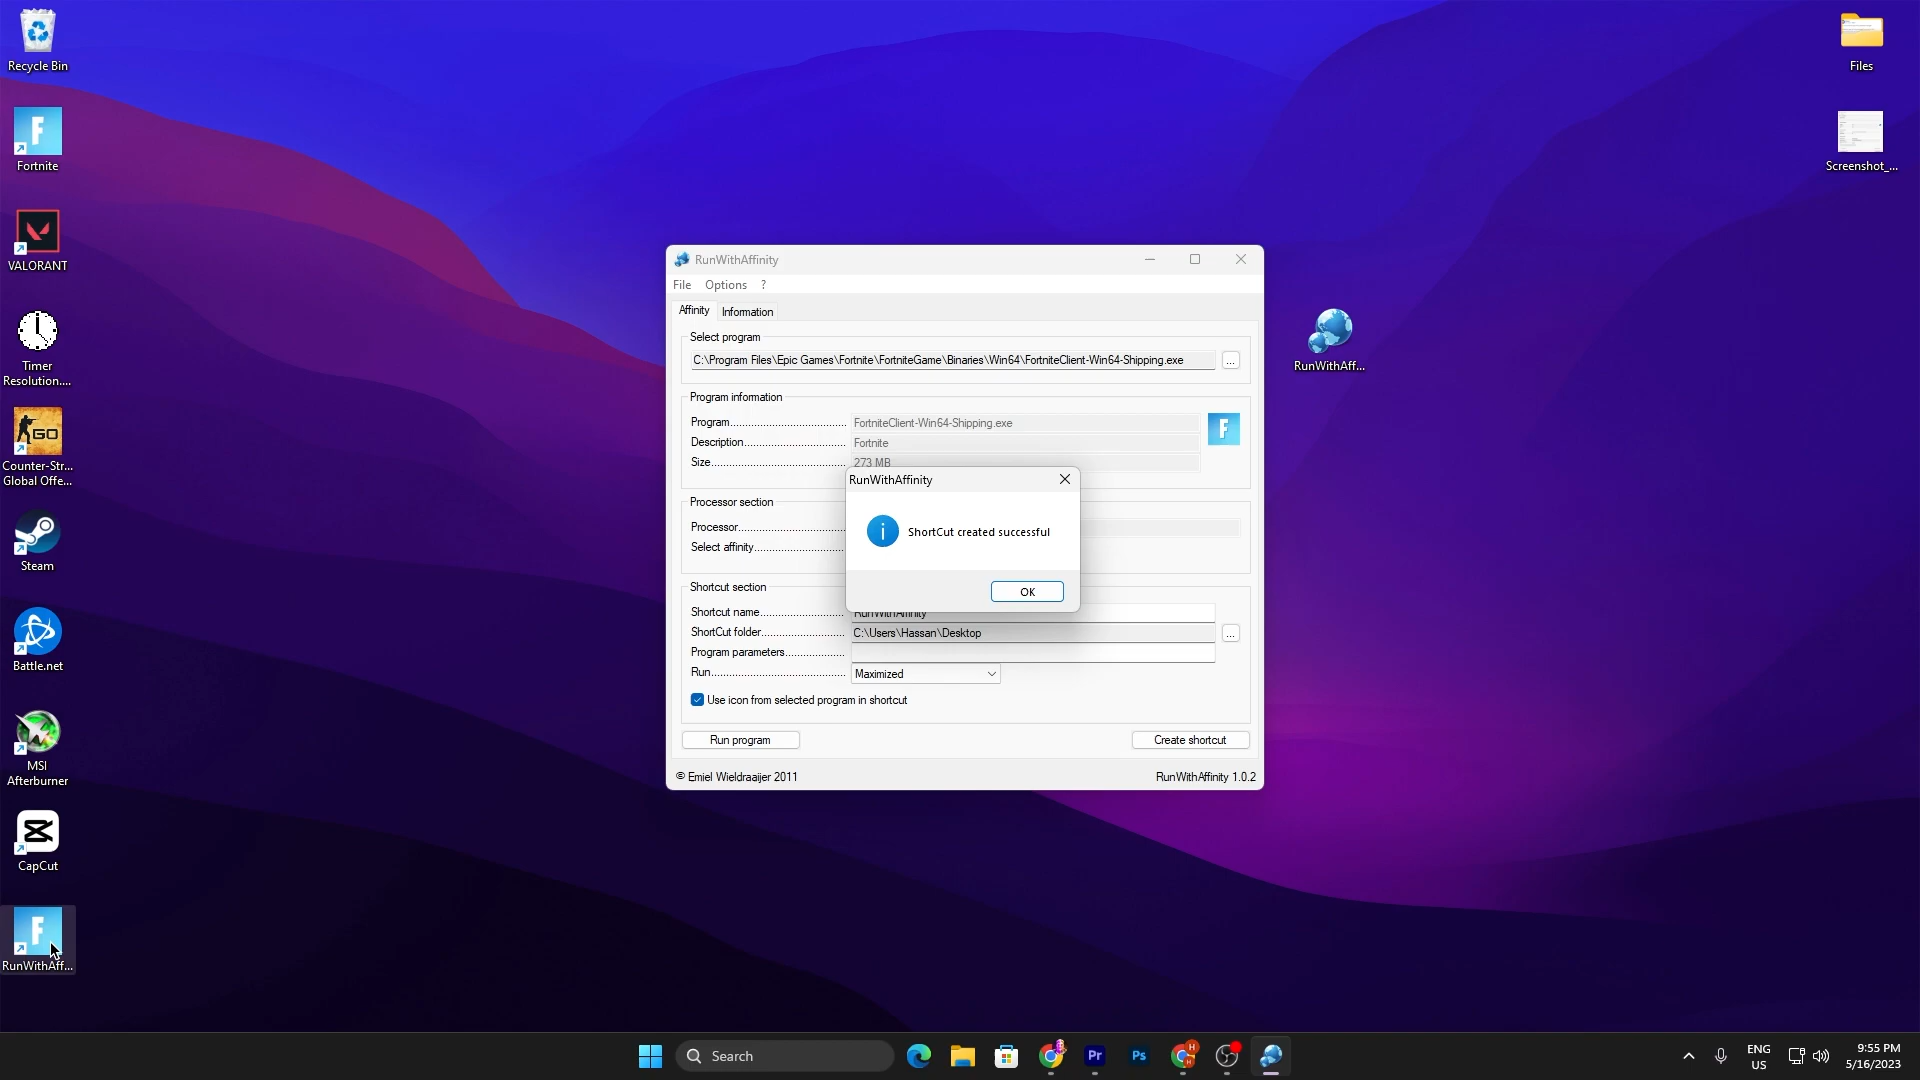 Recycle Bin
Fortnite
VALORANT
Timer
Resolution....
Counter-Str...
Global Offe...
Steam
Battle.net
MSI
Afterburner
CapCut
RunWithAff...
Files
Screenshot_...
RunWithAff...
RunWithAffinity
File Options ?
Affinity Information
Select program
C:\Program Files\Epic Games\Fortnite\FortniteGame\Binaries\Win64\FortniteClient-Win64-Shipping.exe ...
Program information
Program FortniteClient-Win64-Shipping.exe
Description Fortnite
Size 273 MB
Processor section
Processor
Select affinity
RunWithAffinity
ShortCut created successful
OK
Shortcut section
Shortcut name RunWithAffinity
ShortCut folder C:\Users\Hassan\Desktop ...
Program parameters
Run Maximized
Use icon from selected program in shortcut
Run program Create shortcut
© Emiel Wieldraaijer 2011 RunWithAffinity 1.0.2
Search
Pr
Ps
H
ENG
US
9:55 PM
5/16/2023